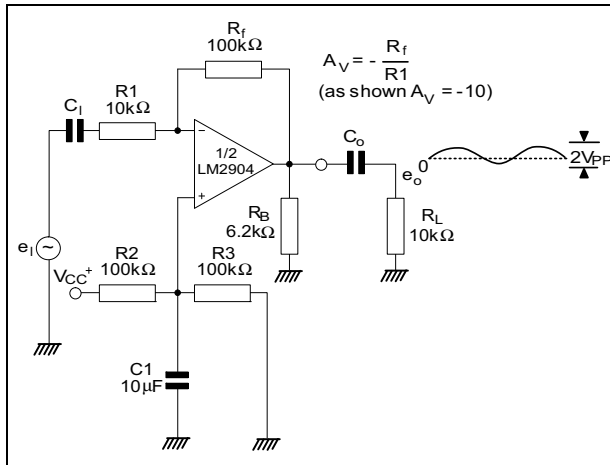 Rf
100kΩ
AV = - Rf
R1
(as shown AV = -10)
CI
R1
10kΩ
1/2
LM2904
Co
eo
0
2VPP
RB
6.2kΩ
RL
10kΩ
eI
~
VCC+
R2
100kΩ
R3
100kΩ
C1
10µF